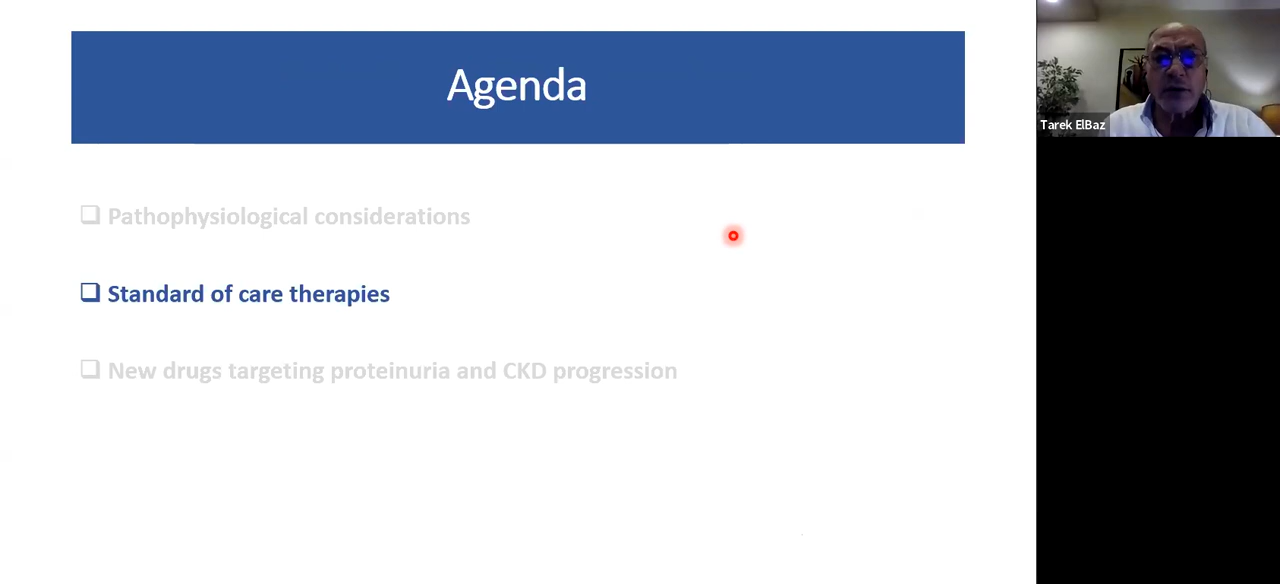 Agenda
Pathophysiological considerations
Standard of care therapies
New drugs targeting proteinuria and CKD progression
Tarek ElBaz